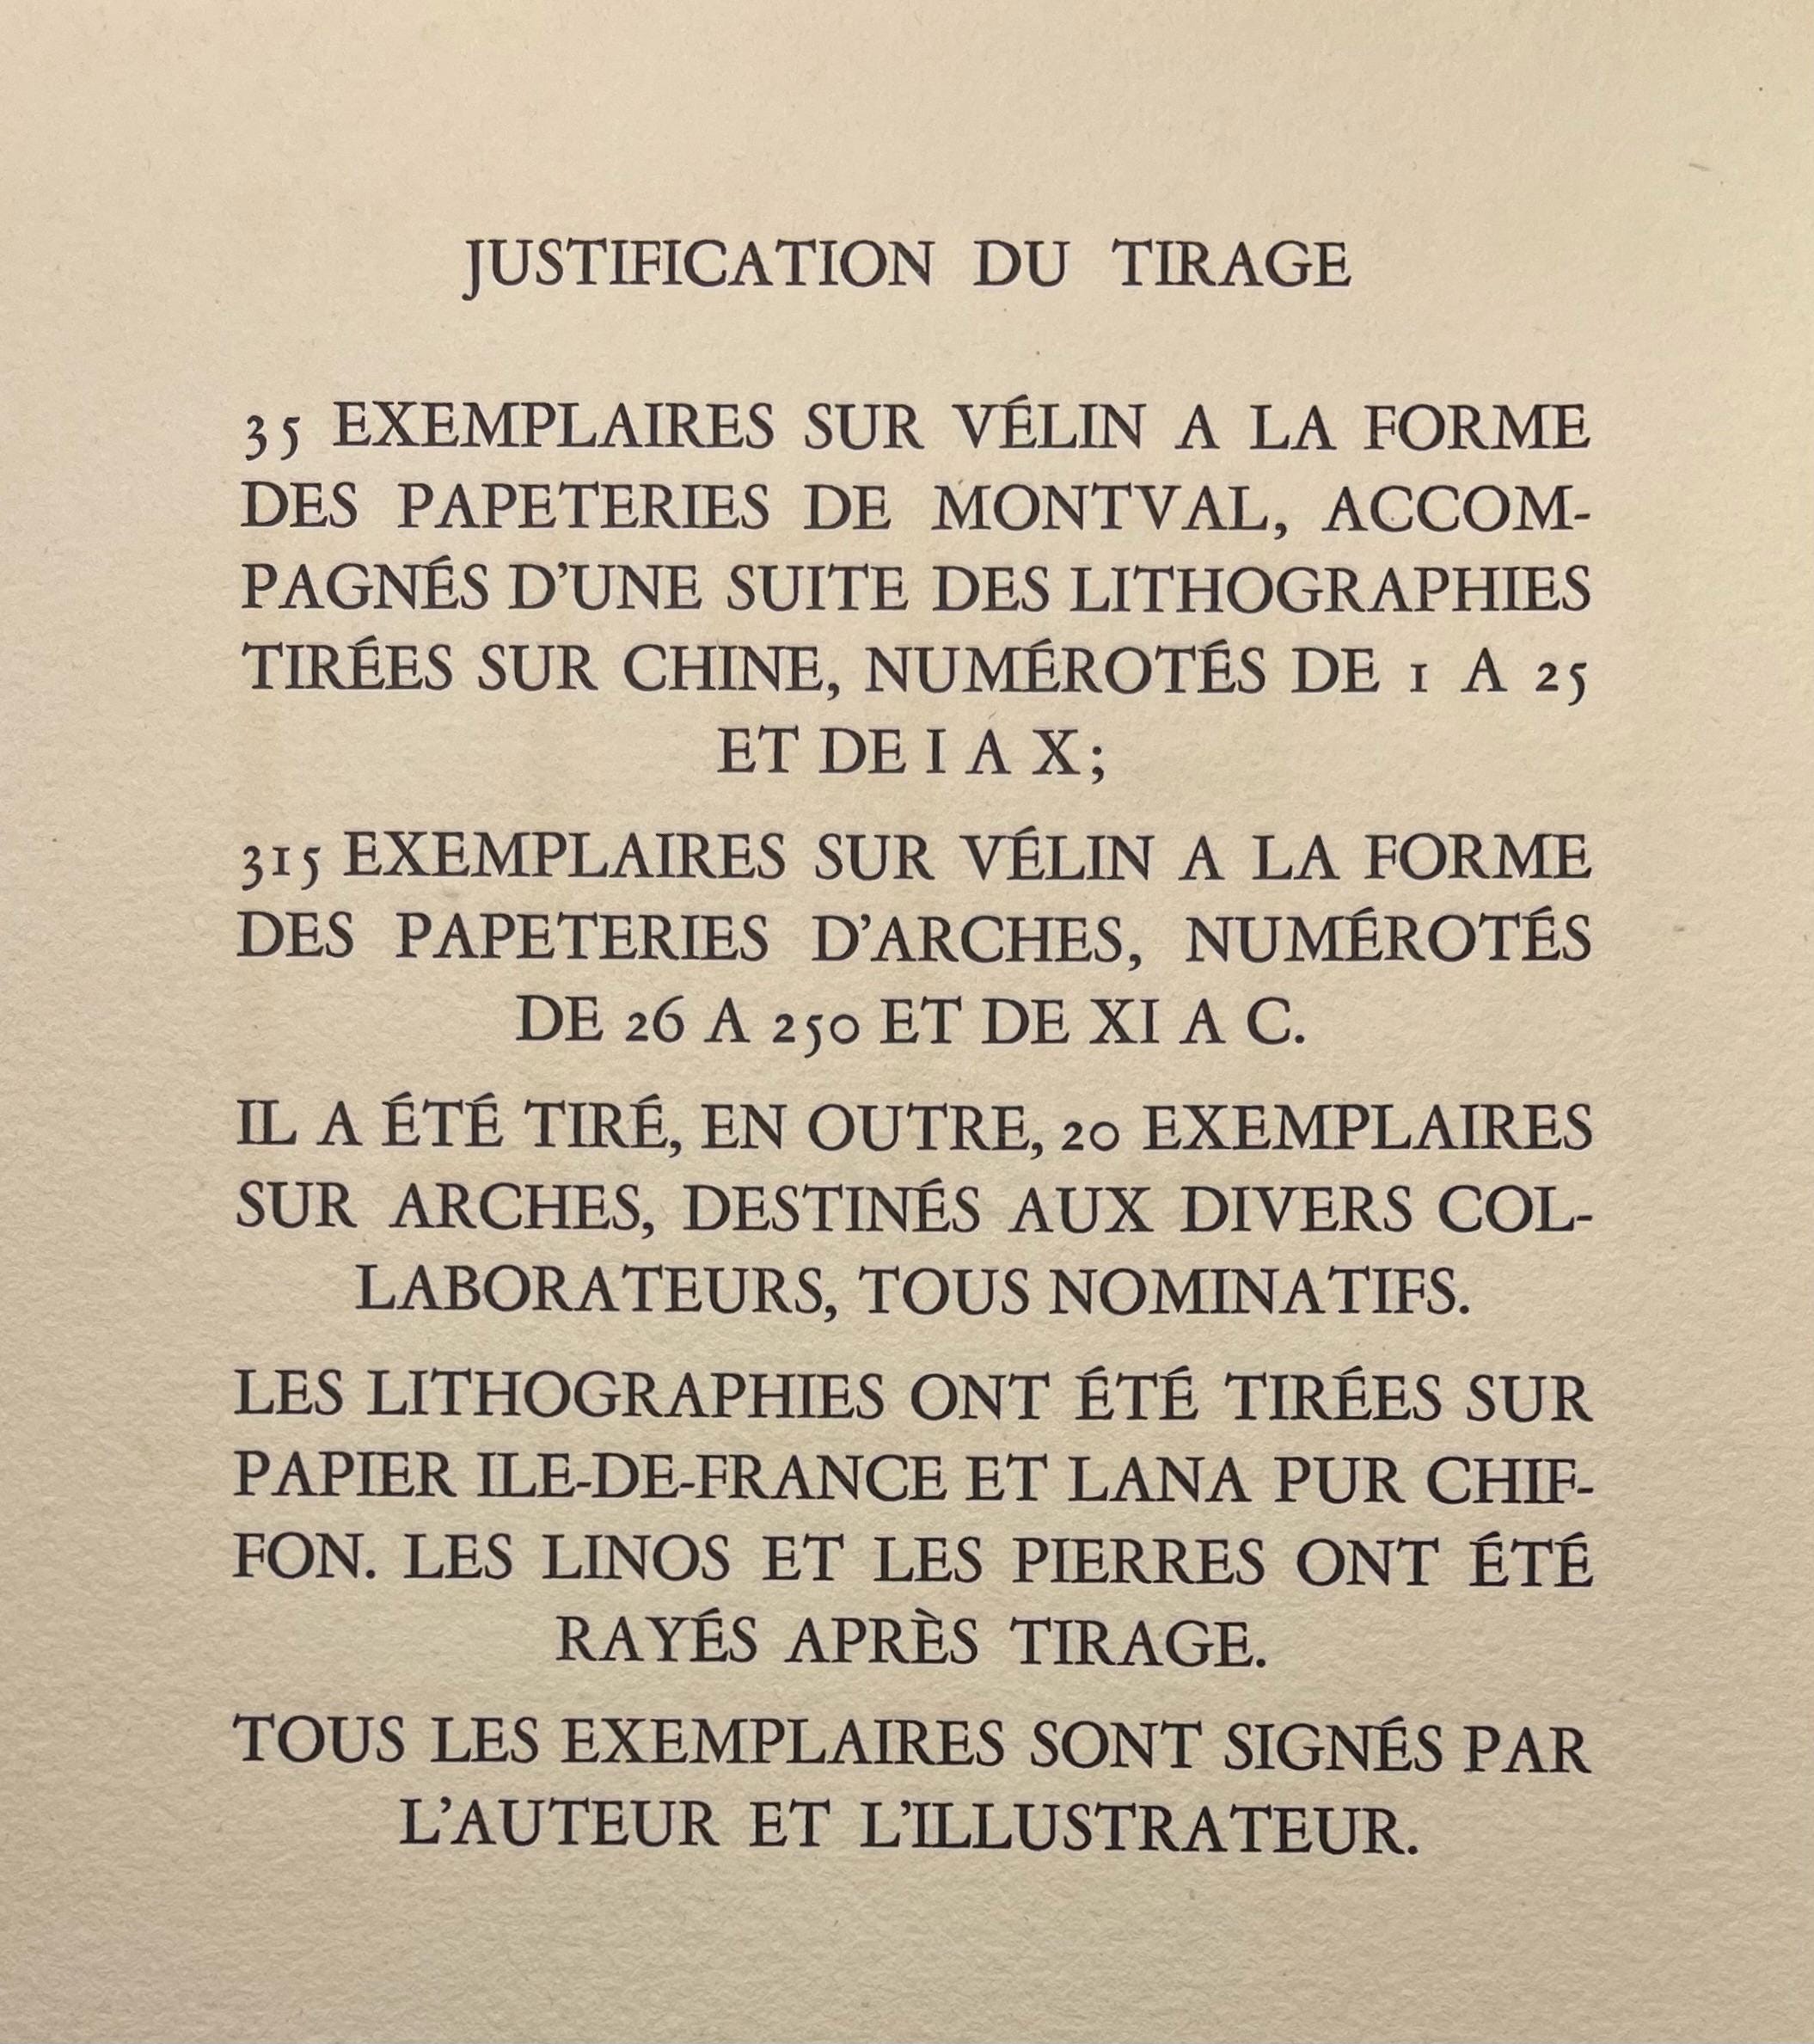 JUSTIFICATION DU TIRAGE
35 EXEMPLAIRES SUR VÉLIN A LA FORME
DES PAPETERIES DE MONTVAL, ACCOM-
PAGNÉS D’UNE SUITE DES LITHOGRAPHIES
TIRÉES SUR CHINE, NUMÉROTÉS DE 1 A 25
ET DE I A X;
315 EXEMPLAIRES SUR VÉLIN A LA FORME
DES PAPETERIES D’ARCHES, NUMÉROTÉS
DE 26 A 250 ET DE XI A C.
IL A ÉTÉ TIRÉ, EN OUTRE, 20 EXEMPLAIRES
SUR ARCHES, DESTINÉS AUX DIVERS COL-
LABORATEURS, TOUS NOMINATIFS.
LES LITHOGRAPHIES ONT ÉTÉ TIRÉES SUR
PAPIER ILE-DE-FRANCE ET LANA PUR CHIF-
FON. LES LINOS ET LES PIERRES ONT ÉTÉ
RAYÉS APRÈS TIRAGE.
TOUS LES EXEMPLAIRES SONT SIGNÉS PAR
L’AUTEUR ET L’ILLUSTRATEUR.